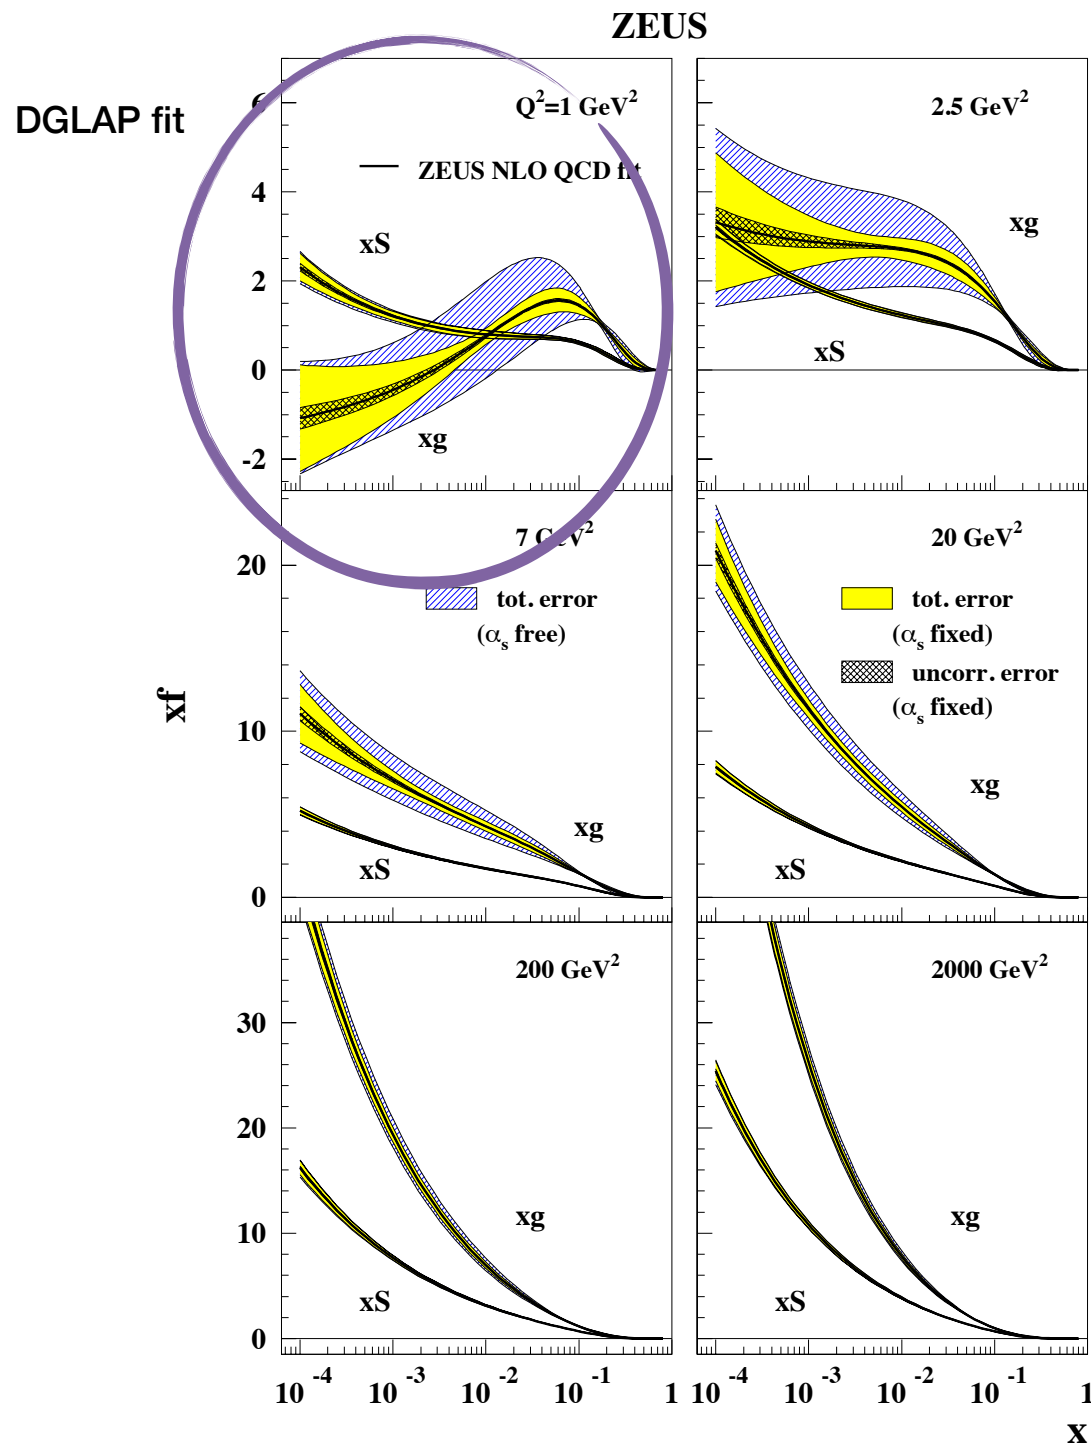 ZEUS
DGLAP fit
6
4
2
0
-2
Q²=1 GeV²
ZEUS NLO QCD fit
xS
xg
2.5 GeV²
xg
xS
xf
20
10
0
7 GeV²
tot. error
(αs free)
xg
xS
20 GeV²
tot. error
(αs fixed)
uncorr. error
(αs fixed)
xg
xS
30
20
10
0
200 GeV²
xg
xS
2000 GeV²
xg
xS
10⁻⁴ 10⁻³ 10⁻² 10⁻¹ 1
10⁻⁴ 10⁻³ 10⁻² 10⁻¹ 1
x